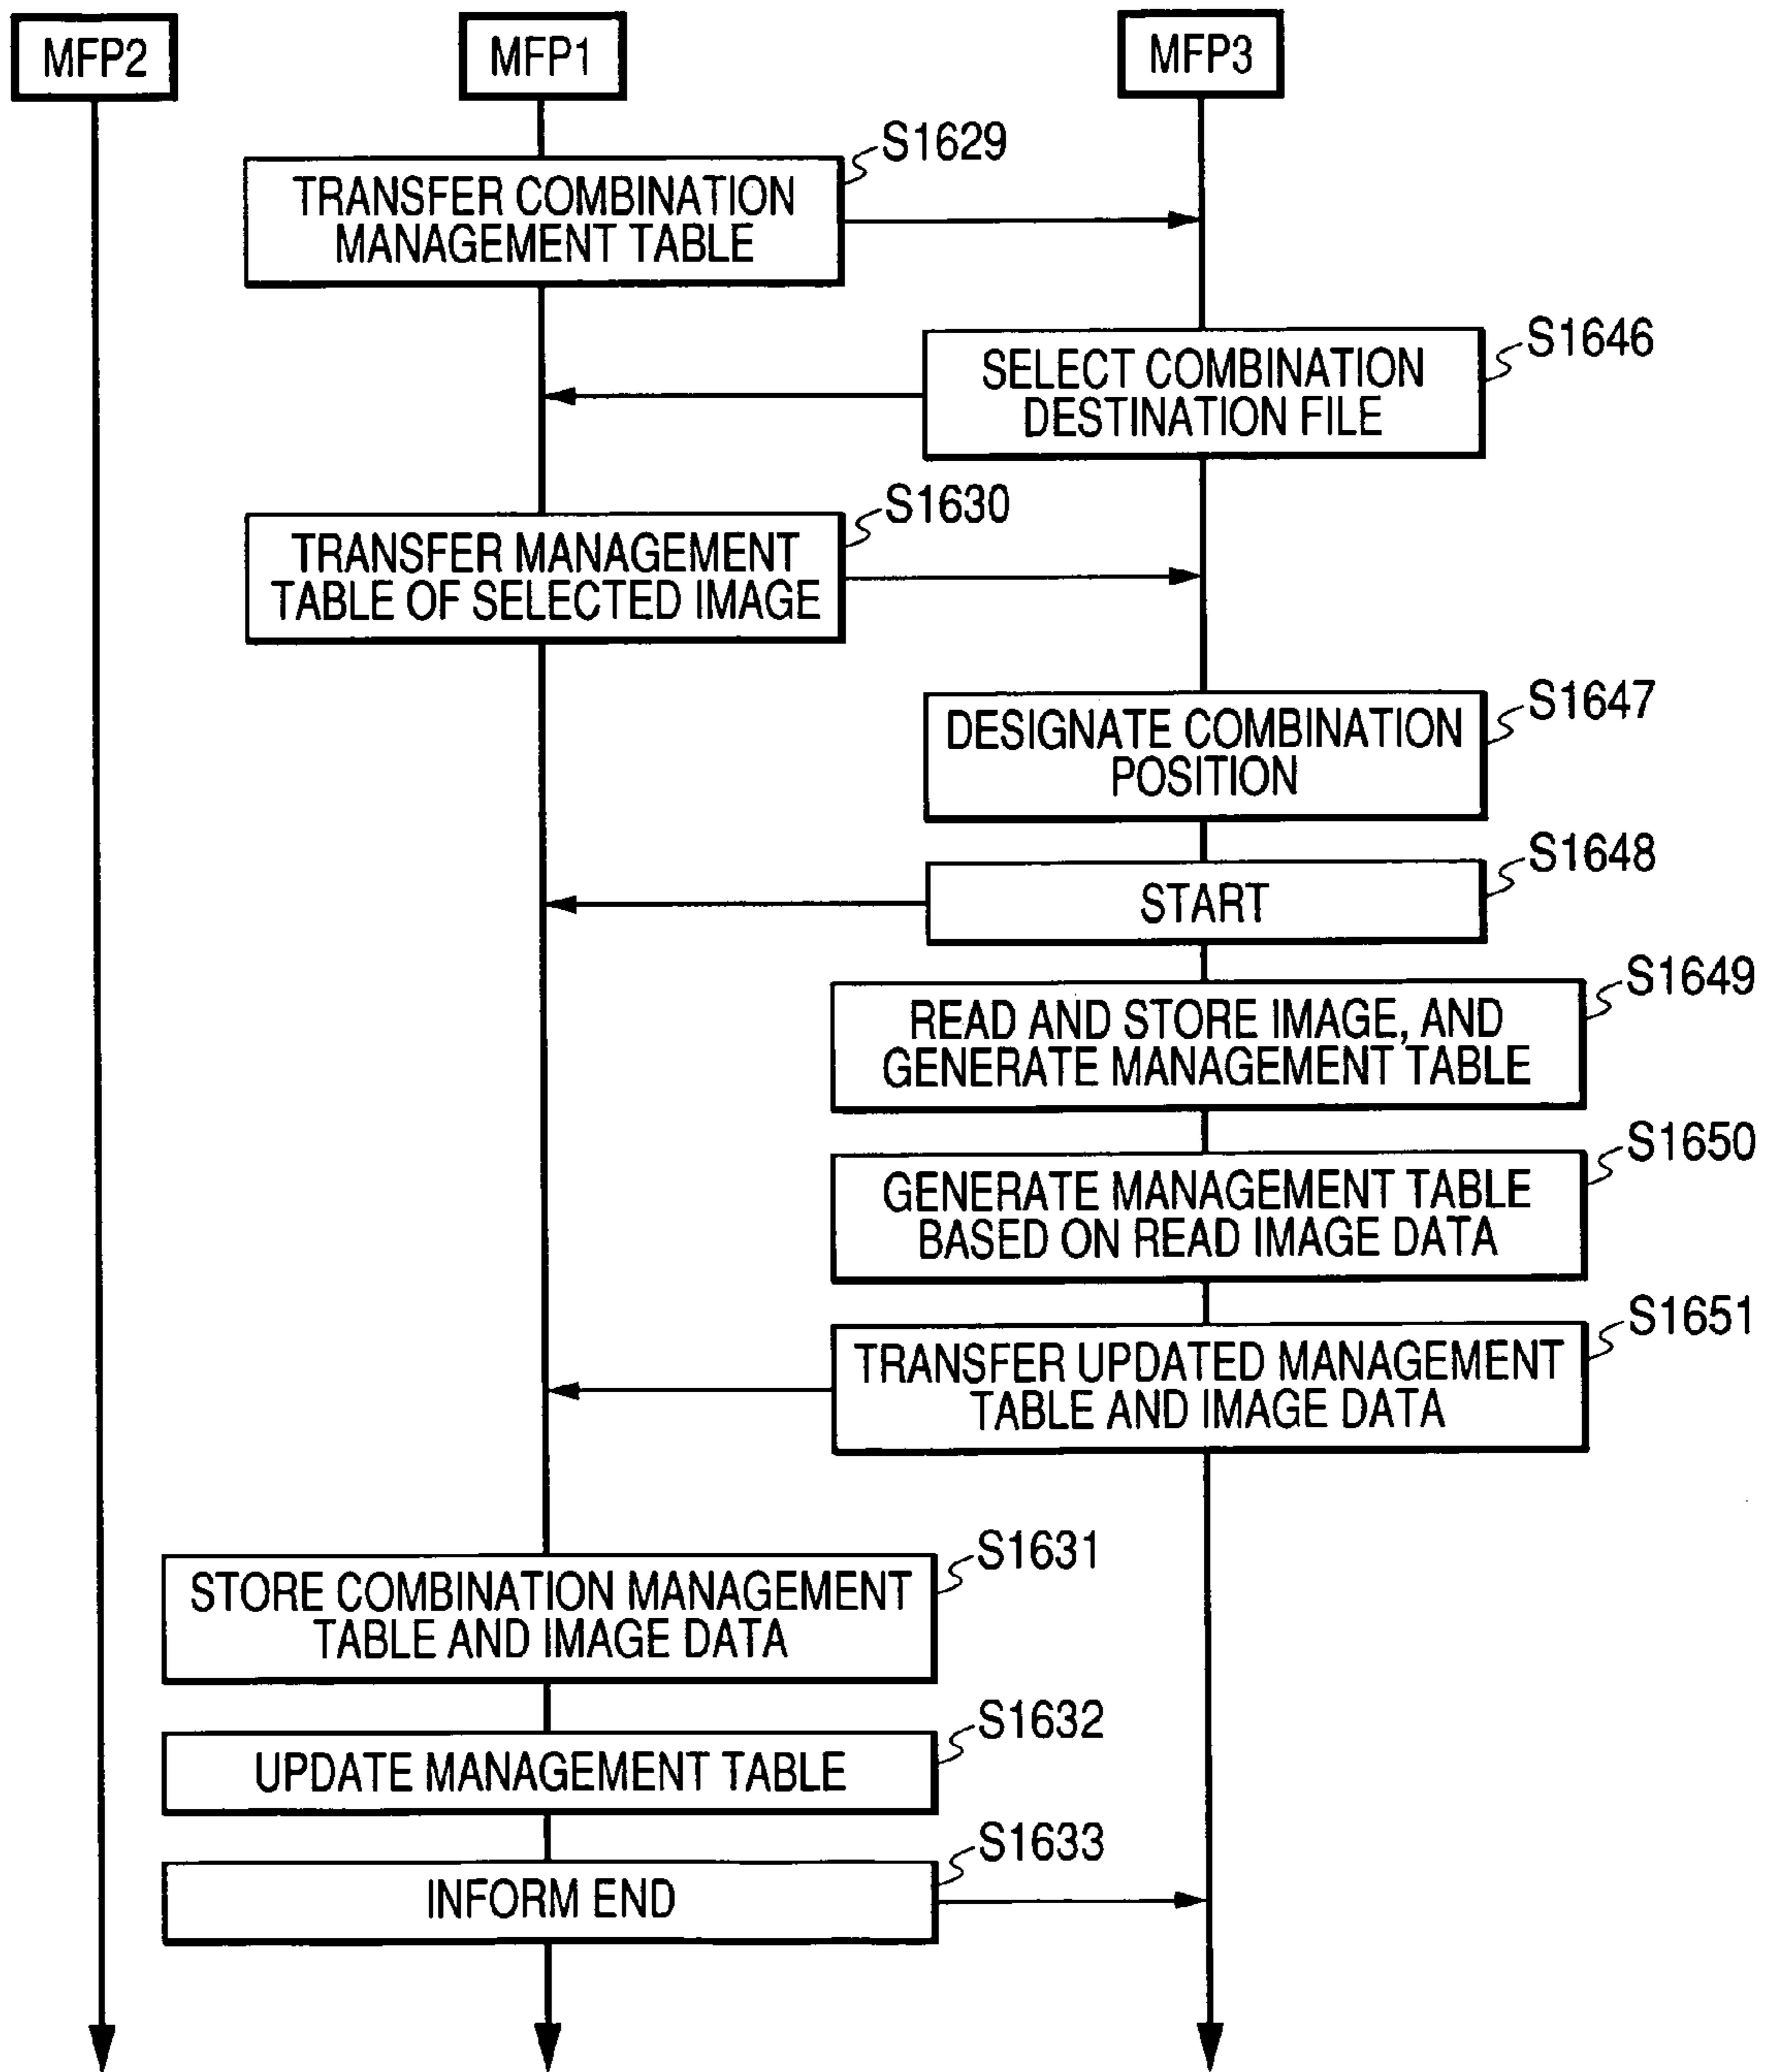 MFP2
MFP1
MFP3
S1629
TRANSFER COMBINATION
MANAGEMENT TABLE
S1646
SELECT COMBINATION
DESTINATION FILE
S1630
TRANSFER MANAGEMENT
TABLE OF SELECTED IMAGE
S1647
DESIGNATE COMBINATION
POSITION
S1648
START
S1649
READ AND STORE IMAGE, AND
GENERATE MANAGEMENT TABLE
S1650
GENERATE MANAGEMENT TABLE
BASED ON READ IMAGE DATA
S1651
TRANSFER UPDATED MANAGEMENT
TABLE AND IMAGE DATA
S1631
STORE COMBINATION MANAGEMENT
TABLE AND IMAGE DATA
S1632
UPDATE MANAGEMENT TABLE
S1633
INFORM END